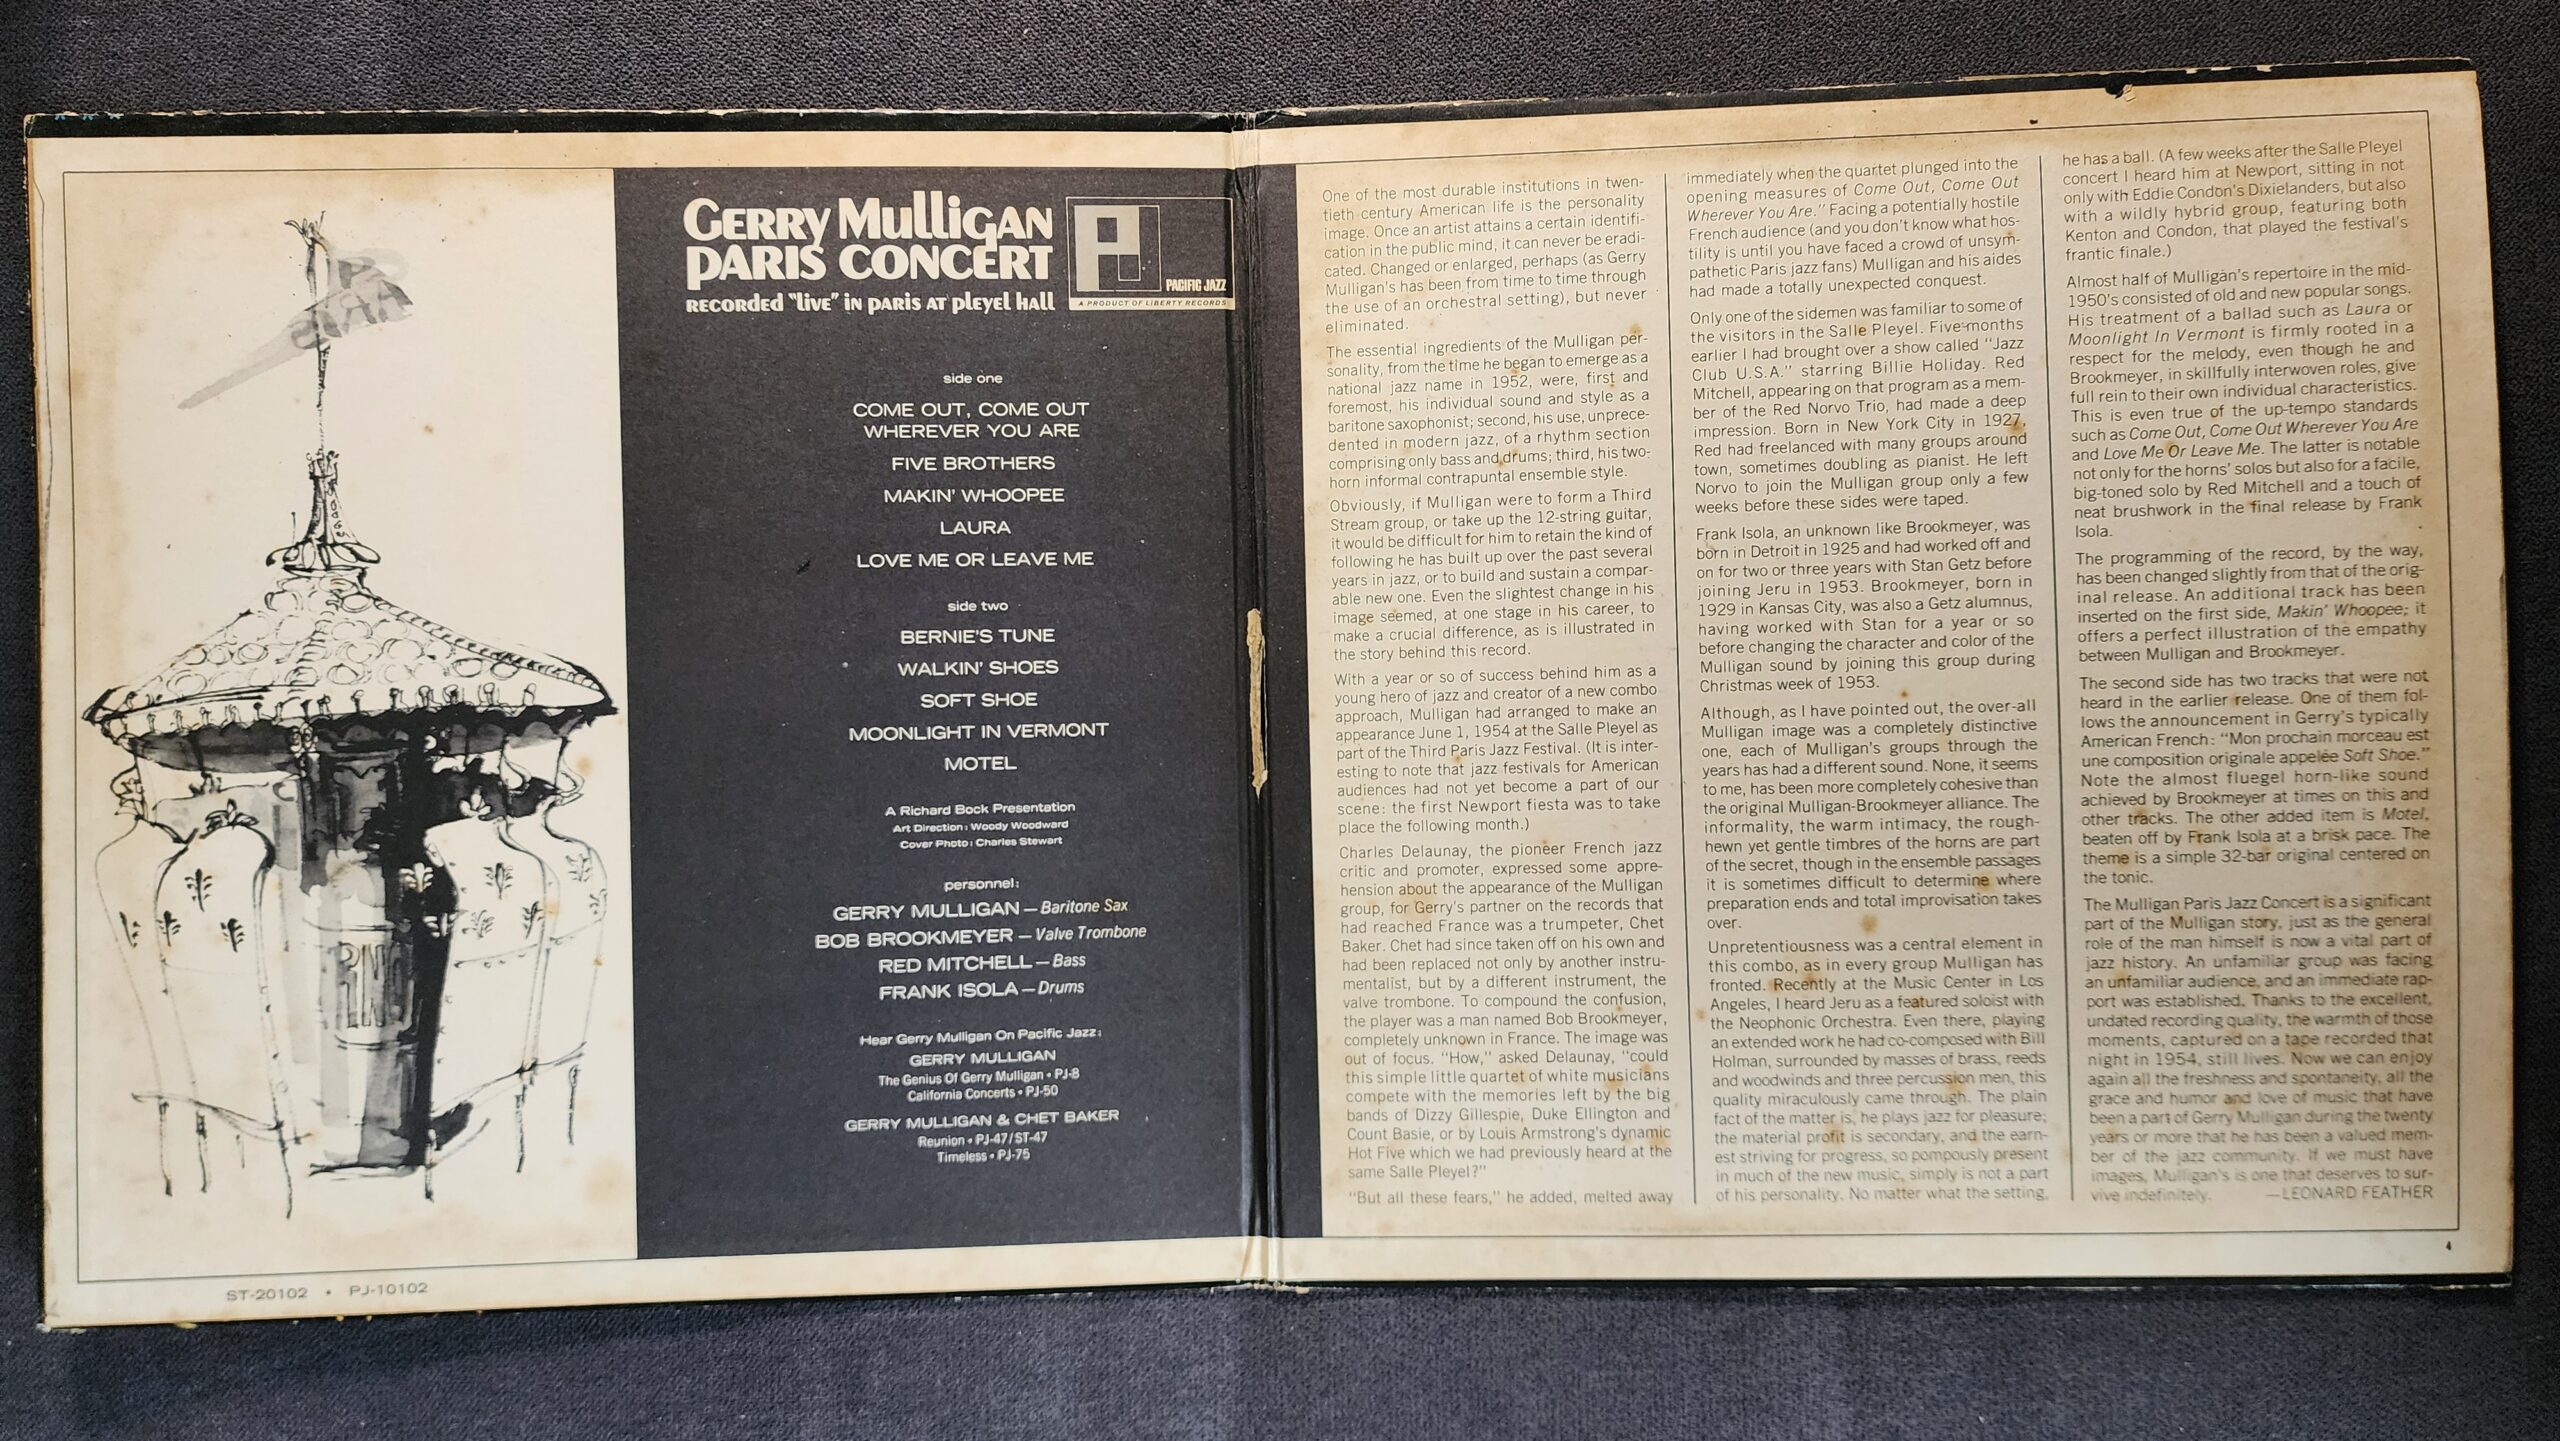 GERRY Mulligan
PARIS CONCERT
RECORDED "live" in PARIS AT pleyel hall
PACIFIC JAZZ
A PRODUCT OF LIBERTY RECORDS
side one
COME OUT, COME OUT
WHEREVER YOU ARE
FIVE BROTHERS
MAKIN' WHOOPEE
LAURA
LOVE ME OR LEAVE ME
side two
BERNIE'S TUNE
WALKIN' SHOES
SOFT SHOE
MOONLIGHT IN VERMONT
MOTEL
A Richard Bock Presentation
Art Direction: Woody Woodward
Cover Photo: Charles Stewart
personnel:
GERRY MULLIGAN — Baritone Sax
BOB BROOKMEYER — Valve Trombone
RED MITCHELL — Bass
FRANK ISOLA — Drums
Hear Gerry Mulligan On Pacific Jazz:
GERRY MULLIGAN
The Genius Of Gerry Mulligan • PJ-8
California Concerts • PJ-50
GERRY MULLIGAN & CHET BAKER
Reunion • PJ-47/ST-47
Timeless • PJ-75
ST-20102 • PJ-10102
One of the most durable institutions in twen-
tieth century American life is the personality
image. Once an artist attains a certain identifi-
cation in the public mind, it can never be eradi-
cated. Changed or enlarged, perhaps (as Gerry
Mulligan's has been from time to time through
the use of an orchestral setting), but never
eliminated.
The essential ingredients of the Mulligan per-
sonality, from the time he began to emerge as a
national jazz name in 1952, were, first and
foremost, his individual sound and style as a
baritone saxophonist; second, his use, unprece-
dented in modern jazz, of a rhythm section
comprising only bass and drums; third, his two-
horn informal contrapuntal ensemble style.
Obviously, if Mulligan were to form a Third
Stream group, or take up the 12-string guitar,
it would be difficult for him to retain the kind of
following he has built up over the past several
years in jazz, or to build and sustain a compar-
able new one. Even the slightest change in his
image seemed, at one stage in his career, to
make a crucial difference, as is illustrated in
the story behind this record.
With a year or so of success behind him as a
young hero of jazz and creator of a new combo
approach, Mulligan had arranged to make an
appearance June 1, 1954 at the Salle Pleyel as
part of the Third Paris Jazz Festival. (It is inter-
esting to note that jazz festivals for American
audiences had not yet become a part of our
scene: the first Newport fiesta was to take
place the following month.)
Charles Delaunay, the pioneer French jazz
critic and promoter, expressed some appre-
hension about the appearance of the Mulligan
group, for Gerry's partner on the records that
had reached France was a trumpeter, Chet
Baker. Chet had since taken off on his own and
had been replaced not only by another instru-
mentalist, but by a different instrument, the
valve trombone. To compound the confusion,
the player was a man named Bob Brookmeyer,
completely unknown in France. The image was
out of focus. "How," asked Delaunay, "could
this simple little quartet of white musicians
compete with the memories left by the big
bands of Dizzy Gillespie, Duke Ellington and
Count Basie, or by Louis Armstrong's dynamic
Hot Five which we had previously heard at the
same Salle Pleyel?"
"But all these fears," he added, melted away
immediately when the quartet plunged into the
opening measures of Come Out, Come Out
Wherever You Are." Facing a potentially hostile
French audience (and you don't know what hos-
tility is until you have faced a crowd of unsym-
pathetic Paris jazz fans) Mulligan and his aides
had made a totally unexpected conquest.
Only one of the sidemen was familiar to some of
the visitors in the Salle Pleyel. Five months
earlier I had brought over a show called "Jazz
Club U.S.A." starring Billie Holiday. Red
Mitchell, appearing on that program as a mem-
ber of the Red Norvo Trio, had made a deep
impression. Born in New York City in 1927,
Red had freelanced with many groups around
town, sometimes doubling as pianist. He left
Norvo to join the Mulligan group only a few
weeks before these sides were taped.
Frank Isola, an unknown like Brookmeyer, was
born in Detroit in 1925 and had worked off and
on for two or three years with Stan Getz before
joining Jeru in 1953. Brookmeyer, born in
1929 in Kansas City, was also a Getz alumnus,
having worked with Stan for a year or so
before changing the character and color of the
Mulligan sound by joining this group during
Christmas week of 1953.
Although, as I have pointed out, the over-all
Mulligan image was a completely distinctive
one, each of Mulligan's groups through the
years has had a different sound. None, it seems
to me, has been more completely cohesive than
the original Mulligan-Brookmeyer alliance. The
informality, the warm intimacy, the rough-
hewn yet gentle timbres of the horns are part
of the secret, though in the ensemble passages
it is sometimes difficult to determine where
preparation ends and total improvisation takes
over.
Unpretentiousness was a central element in
this combo, as in every group Mulligan has
fronted. Recently at the Music Center in Los
Angeles, I heard Jeru as a featured soloist with
the Neophonic Orchestra. Even there, playing
an extended work he had co-composed with Bill
Holman, surrounded by masses of brass, reeds
and woodwinds and three percussion men, this
quality miraculously came through. The plain
fact of the matter is, he plays jazz for pleasure;
the material profit is secondary, and the earn-
est striving for progress, so pompously present
in much of the new music, simply is not a part
of his personality. No matter what the setting,
he has a ball. (A few weeks after the Salle Pleyel
concert I heard him at Newport, sitting in not
only with Eddie Condon's Dixielanders, but also
with a wildly hybrid group, featuring both
Kenton and Condon, that played the festival's
frantic finale.)
Almost half of Mulligan's repertoire in the mid-
1950's consisted of old and new popular songs.
His treatment of a ballad such as Laura or
Moonlight In Vermont is firmly rooted in a
respect for the melody, even though he and
Brookmeyer, in skillfully interwoven roles, give
full rein to their own individual characteristics.
This is even true of the up-tempo standards
such as Come Out, Come Out Wherever You Are
and Love Me Or Leave Me. The latter is notable
not only for the horns' solos but also for a facile,
big-toned solo by Red Mitchell and a touch of
neat brushwork in the final release by Frank
Isola.
The programming of the record, by the way,
has been changed slightly from that of the orig-
inal release. An additional track has been
inserted on the first side, Makin' Whoopee; it
offers a perfect illustration of the empathy
between Mulligan and Brookmeyer.
The second side has two tracks that were not
heard in the earlier release. One of them fol-
lows the announcement in Gerry's typically
American French: "Mon prochain morceau est
une composition originale appelée Soft Shoe."
Note the almost fluegel horn-like sound
achieved by Brookmeyer at times on this and
other tracks. The other added item is Motel,
beaten off by Frank Isola at a brisk pace. The
theme is a simple 32-bar original centered on
the tonic.
The Mulligan Paris Jazz Concert is a significant
part of the Mulligan story, just as the general
role of the man himself is now a vital part of
jazz history. An unfamiliar group was facing
an unfamiliar audience, and an immediate rap-
port was established. Thanks to the excellent,
undated recording quality, the warmth of those
moments, captured on a tape recorded that
night in 1954, still lives. Now we can enjoy
again all the freshness and spontaneity, all the
grace and humor and love of music that have
been a part of Gerry Mulligan during the twenty
years or more that he has been a valued mem-
ber of the jazz community. If we must have
images, Mulligan's is one that deserves to sur-
vive indefinitely. —LEONARD FEATHER
4